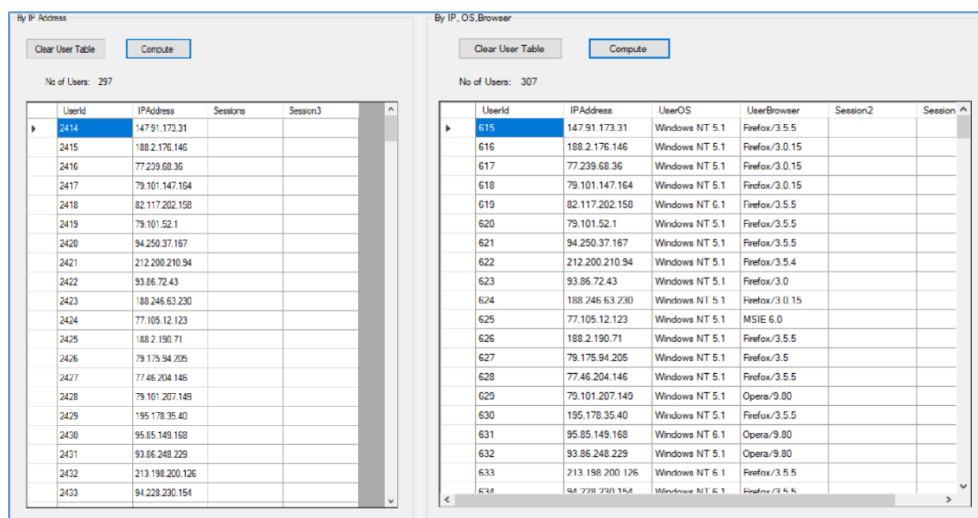 By IP Address
Clear User Table Compute
No of Users: 297
UserId IPAddress Sessions Session3
2414 147.91.173.31
2415 188.2.176.146
2416 77.239.68.36
2417 79.101.147.164
2418 82.117.202.158
2419 79.101.52.1
2420 94.250.37.167
2421 212.200.210.94
2422 93.86.72.43
2423 188.246.63.230
2424 77.105.12.123
2425 188.2.190.71
2426 79.175.94.205
2427 77.46.204.146
2428 79.101.207.149
2429 195.178.35.40
2430 95.85.149.168
2431 93.86.248.229
2432 213.198.200.126
2433 94.228.230.154
By IP, OS,Browser
Clear User Table Compute
No of Users: 307
UserId IPAddress UserOS UserBrowser Session2 Session
615 147.91.173.31 Windows NT 5.1 Firefox/3.5.5
616 188.2.176.146 Windows NT 5.1 Firefox/3.0.15
617 77.239.68.36 Windows NT 5.1 Firefox/3.0.15
618 79.101.147.164 Windows NT 5.1 Firefox/3.0.15
619 82.117.202.158 Windows NT 6.1 Firefox/3.5.5
620 79.101.52.1 Windows NT 5.1 Firefox/3.5.5
621 94.250.37.167 Windows NT 5.1 Firefox/3.5.5
622 212.200.210.94 Windows NT 5.1 Firefox/3.5.4
623 93.86.72.43 Windows NT 5.1 Firefox/3.0
624 188.246.63.230 Windows NT 5.1 Firefox/3.0.15
625 77.105.12.123 Windows NT 5.1 MSIE 6.0
626 188.2.190.71 Windows NT 5.1 Firefox/3.5.5
627 79.175.94.205 Windows NT 5.1 Firefox/3.5
628 77.46.204.146 Windows NT 5.1 Firefox/3.5.5
629 79.101.207.149 Windows NT 5.1 Opera/9.80
630 195.178.35.40 Windows NT 5.1 Firefox/3.5.5
631 95.85.149.168 Windows NT 6.1 Opera/9.80
632 93.86.248.229 Windows NT 5.1 Opera/9.80
633 213.198.200.126 Windows NT 6.1 Firefox/3.5.5
634 94.228.230.154 Windows NT 6.1 Firefox/3.5.5